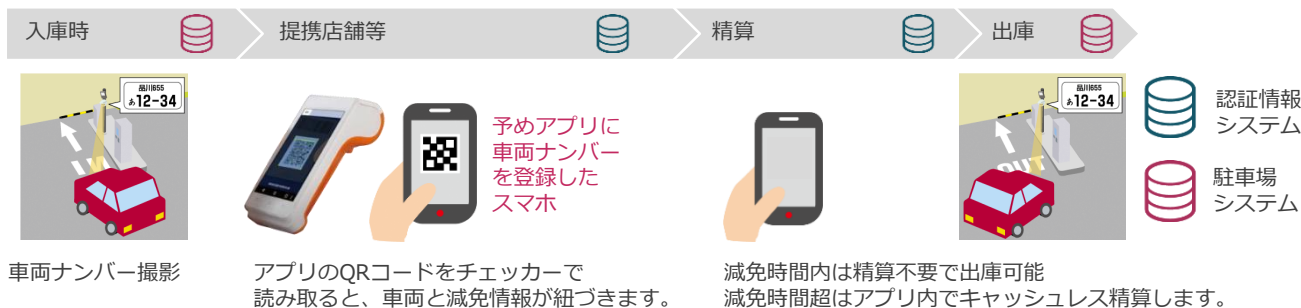 入庫時
提携店舗等
精算
出庫
品川655
あ12-34
予めアプリに
車両ナンバー
を登録した
スマホ
OUT
品川655
あ12-34
認証情報
システム
駐車場
システム
車両ナンバー撮影
アプリのQRコードをチェッカーで
読み取ると、車両と減免情報が紐づきます。
減免時間内は精算不要で出庫可能
減免時間超はアプリ内でキャッシュレス精算します。